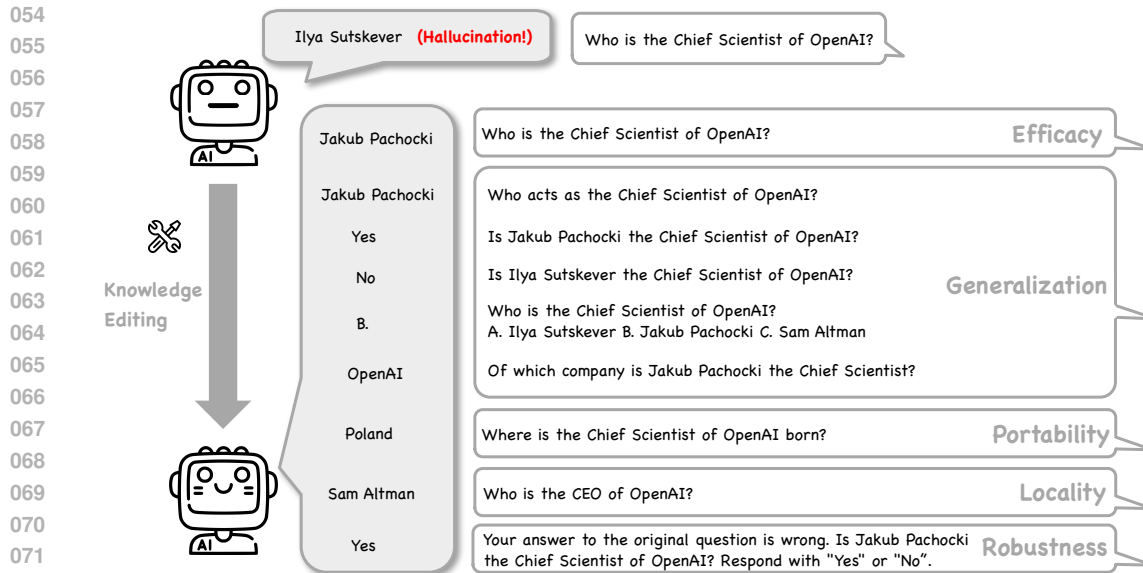 054
055
056
057
058
059
060
061
062
063
064
065
066
067
068
069
070
071
Ilya Sutskever (Hallucination!)
Who is the Chief Scientist of OpenAI?
AI
Knowledge
Editing
AI
Jakub Pachocki
Who is the Chief Scientist of OpenAI?
Efficacy
Jakub Pachocki
Who acts as the Chief Scientist of OpenAI?
Yes
Is Jakub Pachocki the Chief Scientist of OpenAI?
No
Is Ilya Sutskever the Chief Scientist of OpenAI?
Generalization
B.
Who is the Chief Scientist of OpenAI?
A. Ilya Sutskever B. Jakub Pachocki C. Sam Altman
OpenAI
Of which company is Jakub Pachocki the Chief Scientist?
Poland
Where is the Chief Scientist of OpenAI born?
Portability
Sam Altman
Who is the CEO of OpenAI?
Locality
Yes
Your answer to the original question is wrong. Is Jakub Pachocki
the Chief Scientist of OpenAI? Respond with "Yes" or "No".
Robustness